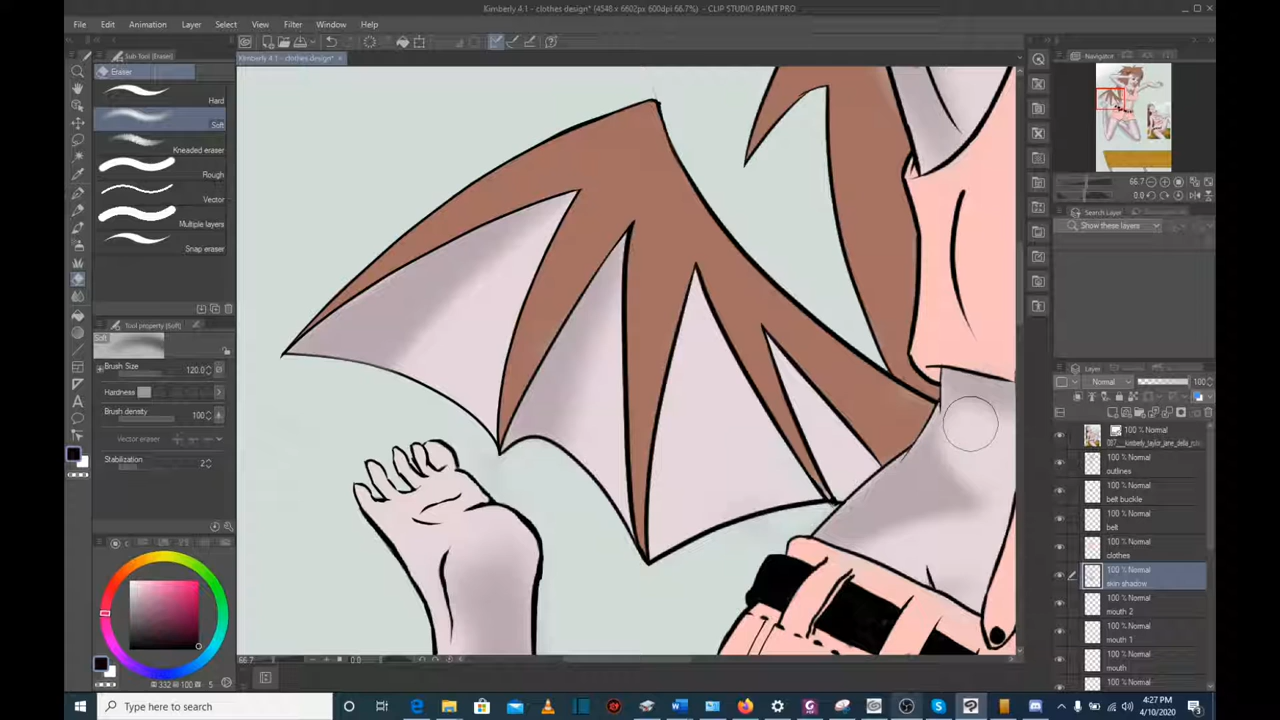 Kimberly 4.1 - clothes design* (4548 x 6602px 600dpi 66.7%) - CLIP STUDIO PAINT PRO
File Edit Animation Layer Select View Filter Window Help
Sub Tool [Eraser]
Kimberly 4.1 - clothes design*
Eraser
Hard
Soft
Kneaded eraser
Rough
Vector
Multiple layers
Snap eraser
Tool property [Soft]
Soft
Brush Size 120.0
Hardness
Brush density 100
Vector eraser
Stabilization 2
332 100 5
66.7 0.0
Navigator
66.7
0.0
Search Layer
Show these layers
Layer
Normal 100
100 % Normal
100 % Normal
outlines
100 % Normal
belt buckle
100 % Normal
belt
100 % Normal
clothes
100 % Normal
skin shadow
100 % Normal
mouth 2
100 % Normal
mouth 1
100 % Normal
mouth
100 % Normal
Type here to search
4:27 PM
4/10/2020